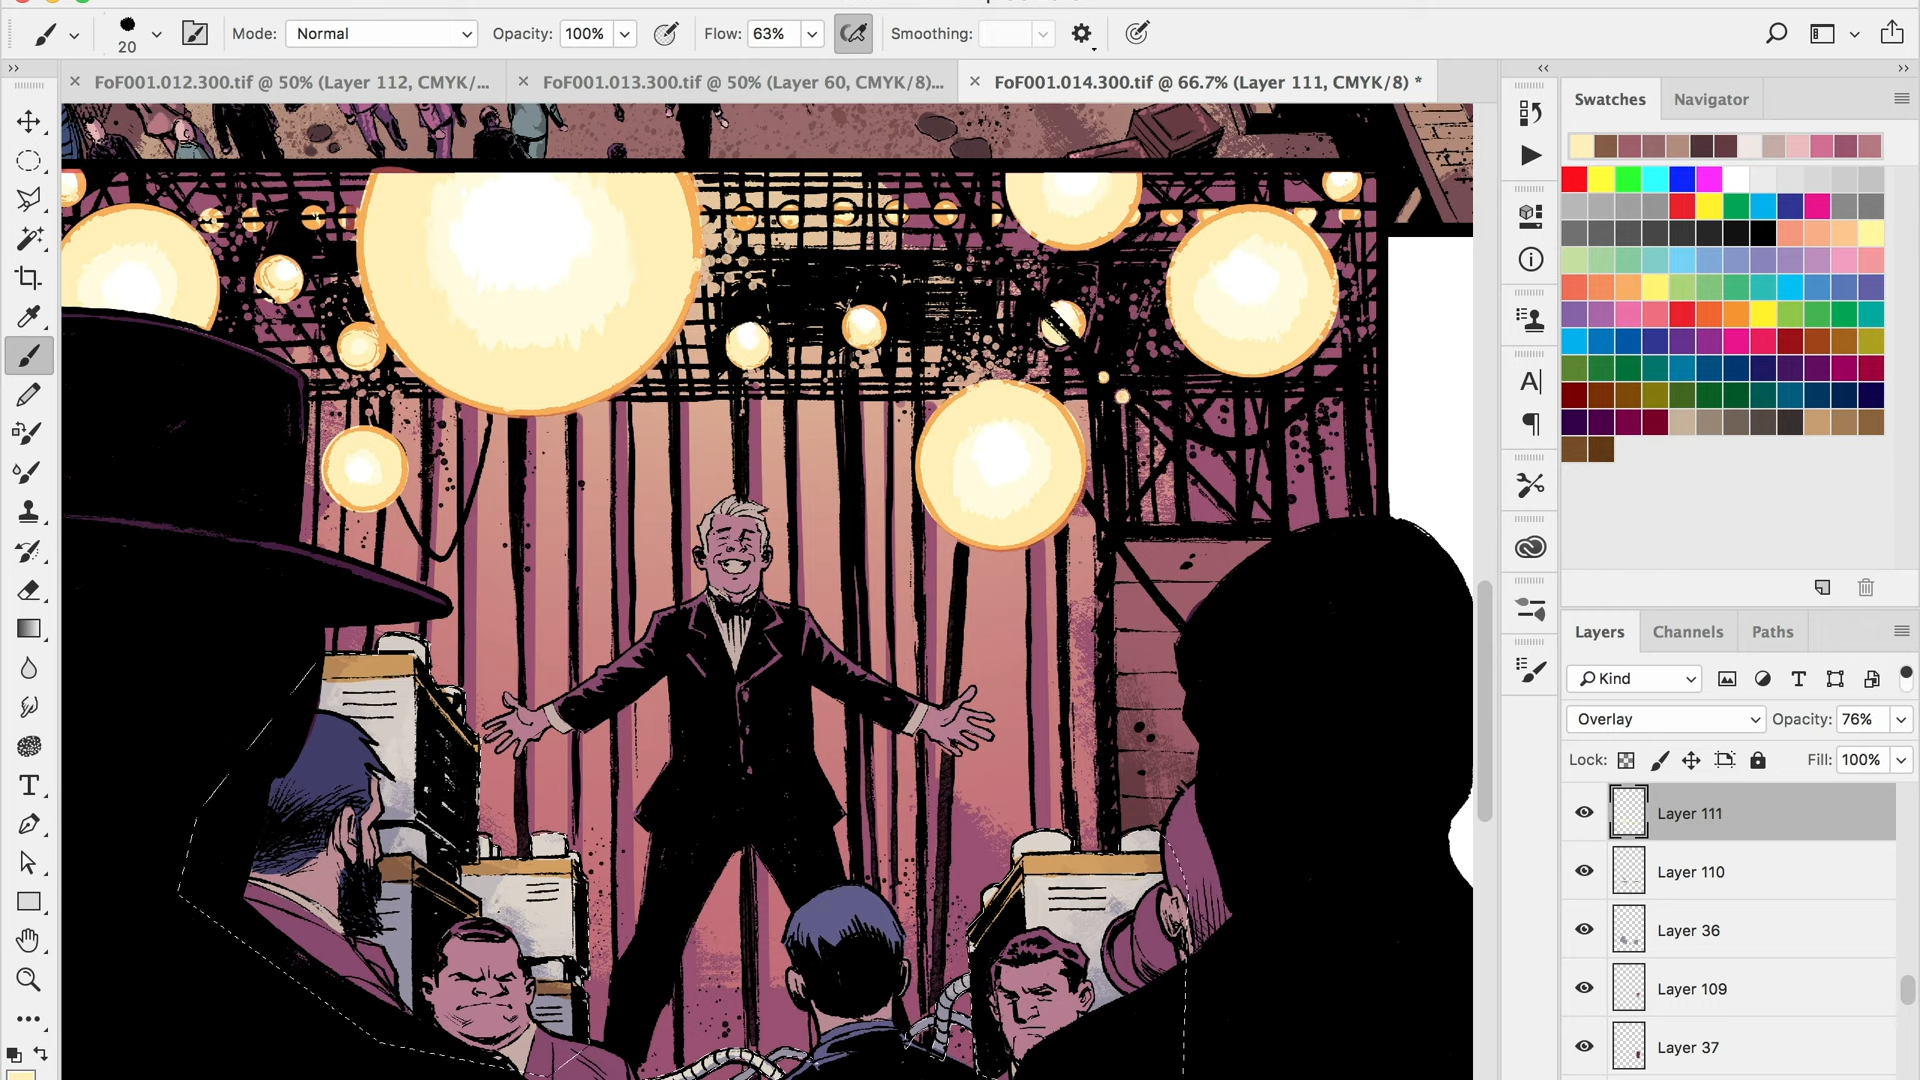 20
Mode:
Normal
Opacity:
100%
Flow:
63%
Smoothing:
FoF001.012.300.tif @ 50% (Layer 112, CMYK/...
FoF001.013.300.tif @ 50% (Layer 60, CMYK/8)...
FoF001.014.300.tif @ 66.7% (Layer 111, CMYK/8) *
Swatches
Navigator
Layers
Channels
Paths
Kind
Overlay
Opacity:
76%
Lock:
Fill:
100%
Layer 111
Layer 110
Layer 36
Layer 109
Layer 37